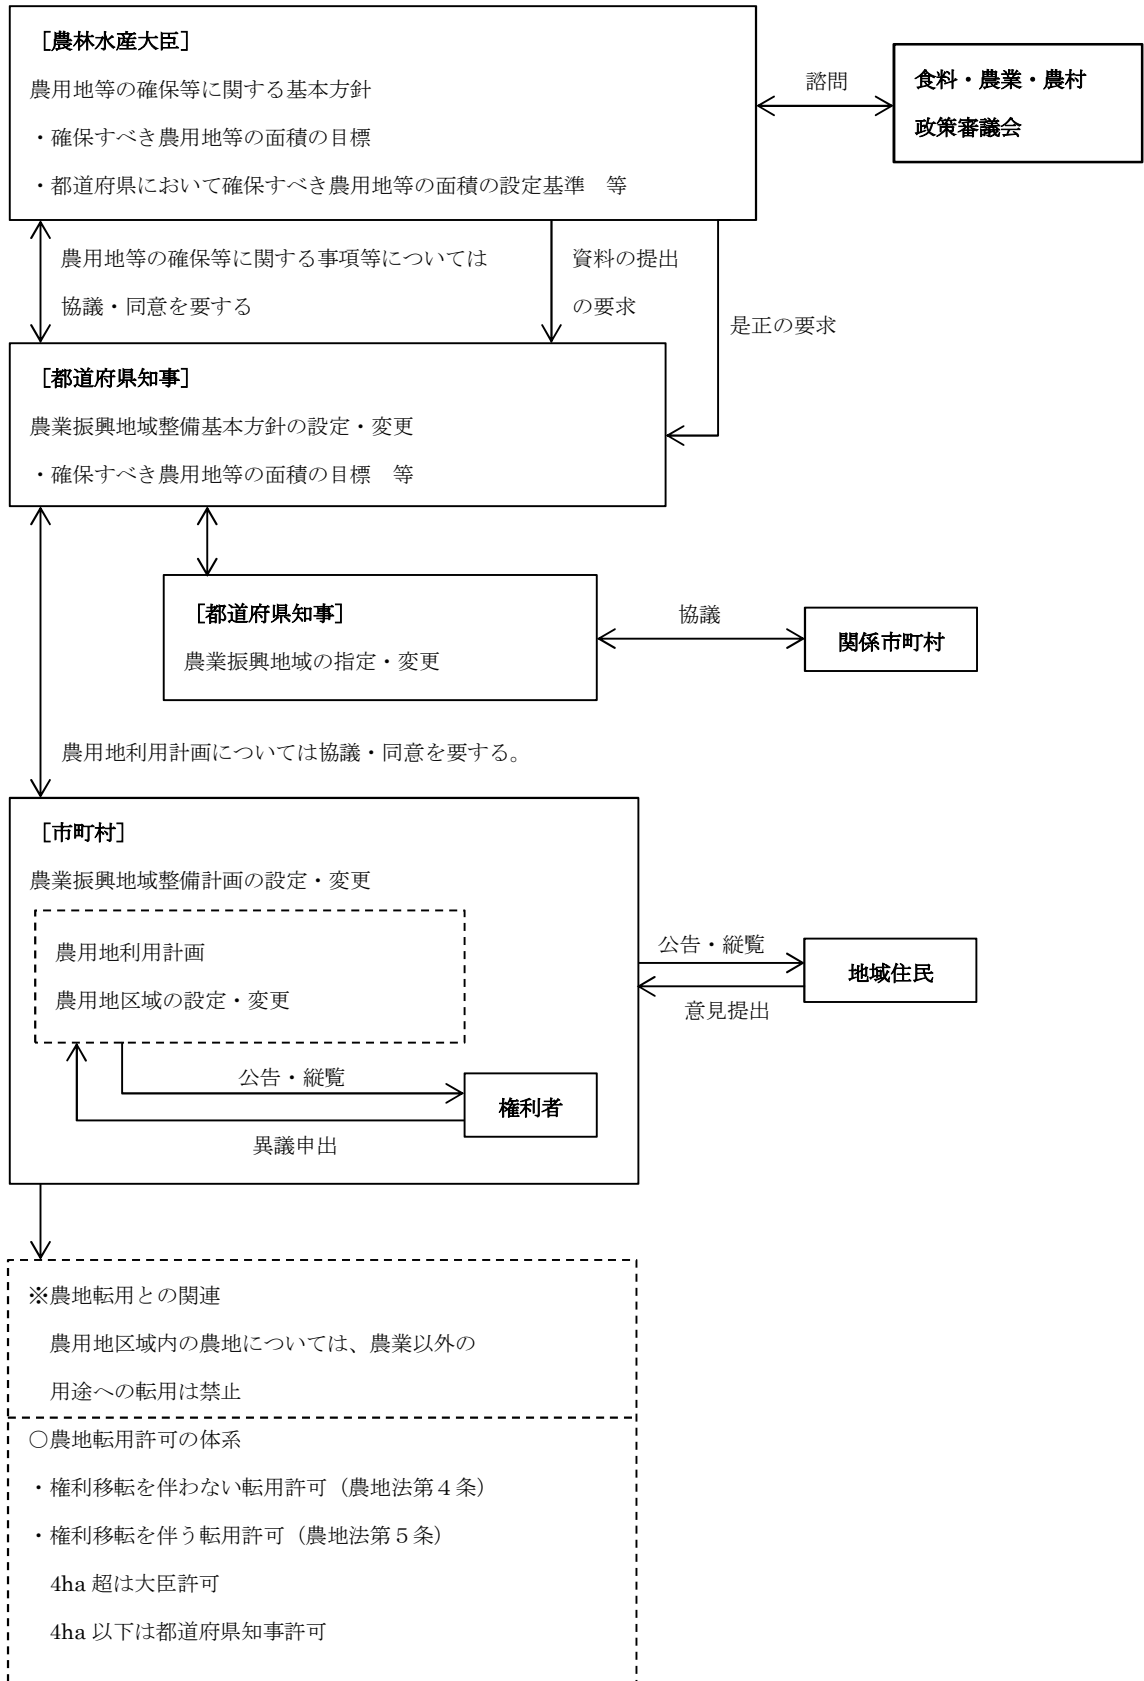 ［農林水産大臣］
農用地等の確保等に関する基本方針
・確保すべき農用地等の面積の目標
・都道府県において確保すべき農用地等の面積の設定基準　等
諮問
食料・農業・農村
政策審議会
農用地等の確保等に関する事項等については
協議・同意を要する
資料の提出
の要求
是正の要求
［都道府県知事］
農業振興地域整備基本方針の設定・変更
・確保すべき農用地等の面積の目標　等
［都道府県知事］
農業振興地域の指定・変更
協議
関係市町村
農用地利用計画については協議・同意を要する。
［市町村］
農業振興地域整備計画の設定・変更
農用地利用計画
農用地区域の設定・変更
公告・縦覧
意見提出
地域住民
公告・縦覧
異議申出
権利者
※農地転用との関連
農用地区域内の農地については、農業以外の
用途への転用は禁止
○農地転用許可の体系
・権利移転を伴わない転用許可（農地法第４条）
・権利移転を伴う転用許可（農地法第５条）
4ha 超は大臣許可
4ha 以下は都道府県知事許可